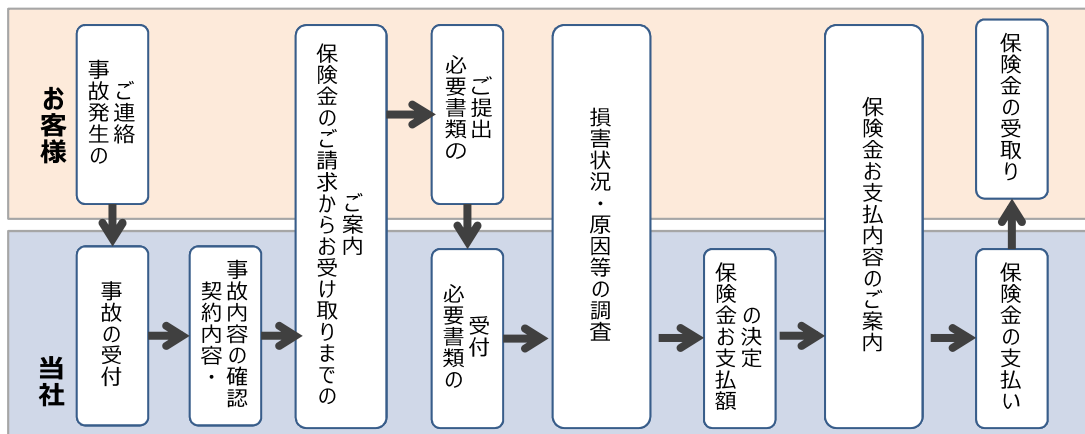 お客様
事故発生の
ご連絡
当社
事故の受付
契約内容・
事故内容の確認
保険金のご請求からお受け取りまでの
ご案内
必要書類の
ご提出
必要書類の
受付
損害状況・原因等の調査
保険金お支払額
の決定
保険金お支払内容のご案内
保険金の支払い
保険金の受取り